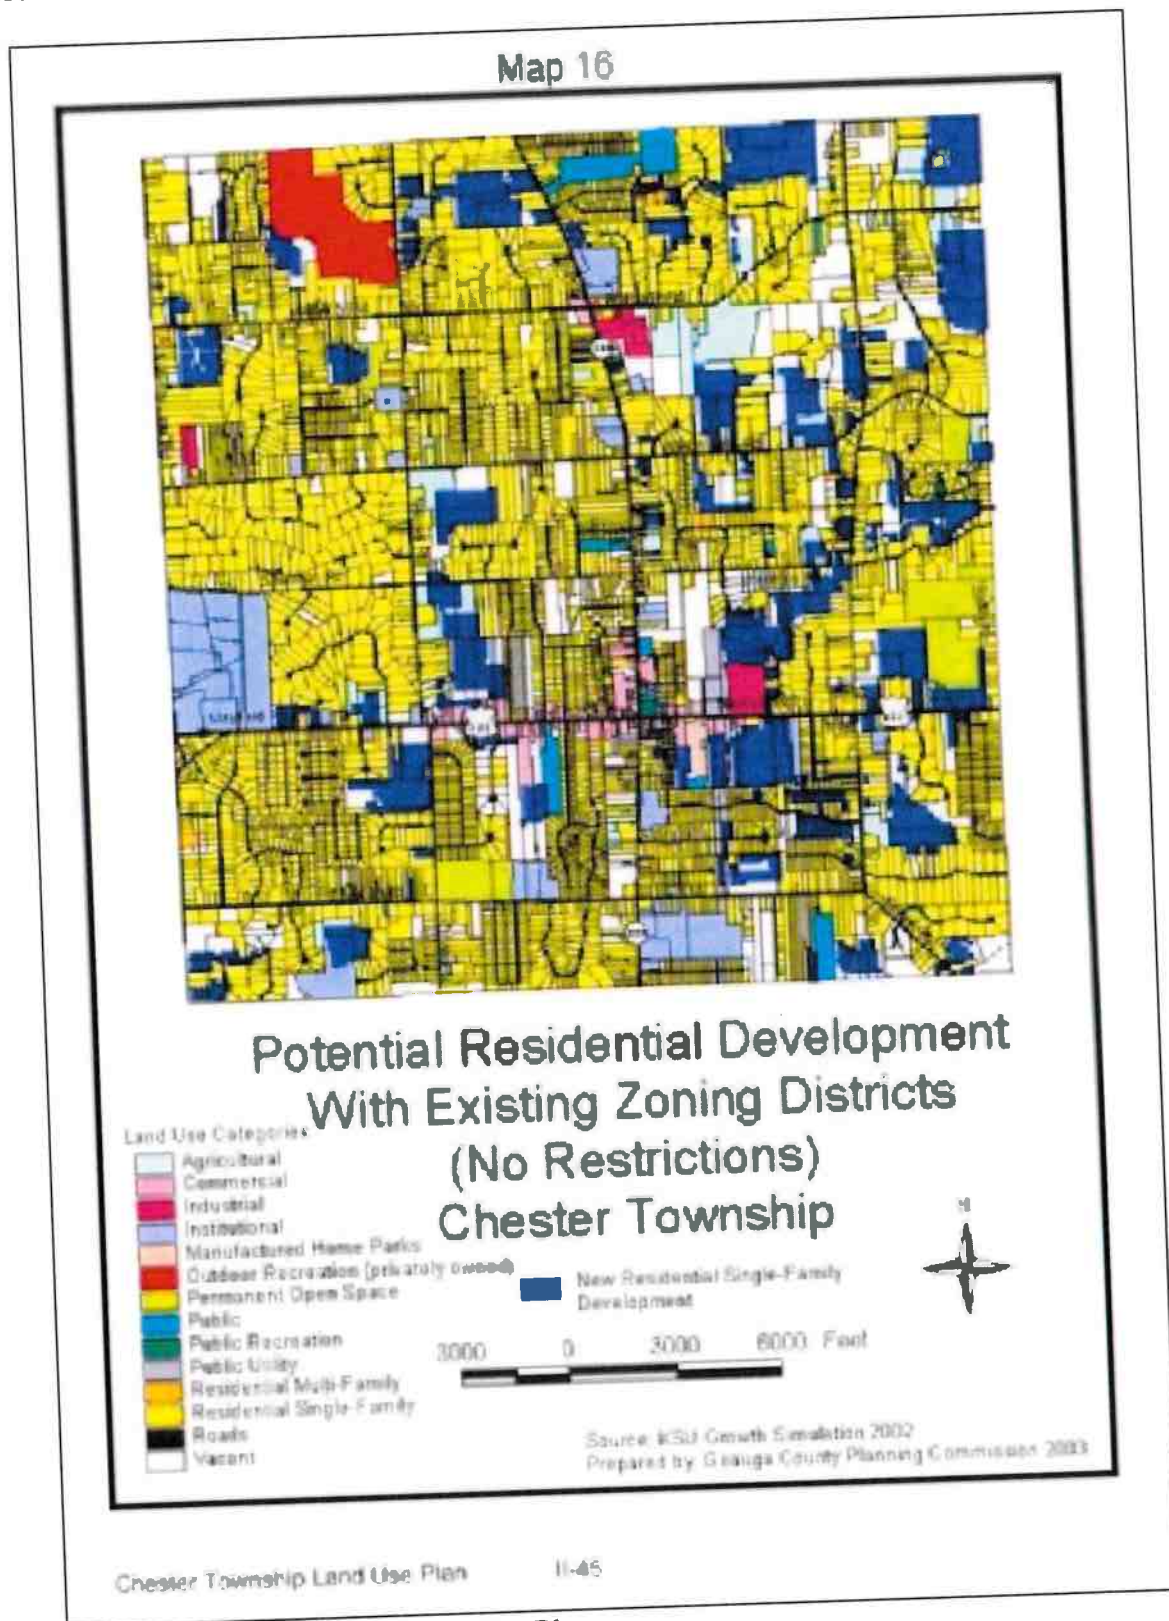 Map 16
Potential Residential Development
With Existing Zoning Districts
(No Restrictions)
Chester Township
Land Use Categories
Agricultural
Commercial
Industrial
Institutional
Manufactured Home Parks
Outdoor Recreation (privately owned)
Permanent Open Space
Public
Public Recreation
Public Utility
Residential Multi-Family
Residential Single-Family
Roads
Vacant
New Residential Single-Family
Development
N
3000 0 3000 6000 Feet
Source: KSU Growth Simulation 2002
Prepared by: Geauga County Planning Commission 2003
Chester Township Land Use Plan II-45